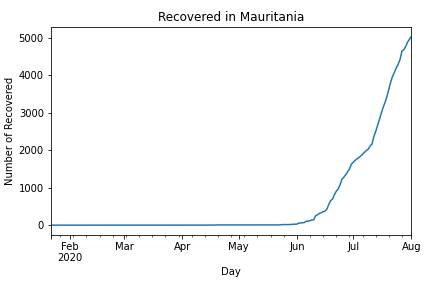 Recovered in Mauritania
Number of Recovered
5000
4000
3000
2000
1000
0
Feb Mar Apr May Jun Jul Aug
2020
Day